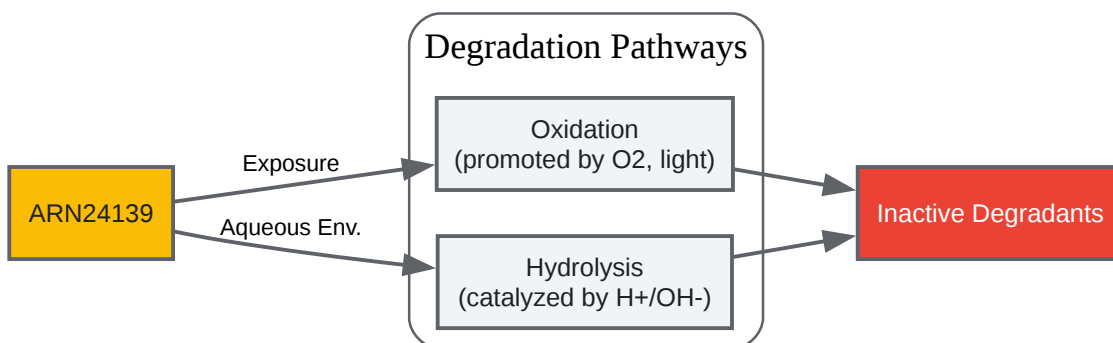 Degradation Pathways
ARN24139
Exposure
Aqueous Env.
Oxidation
(promoted by O2, light)
Hydrolysis
(catalyzed by H+/OH-)
Inactive Degradants